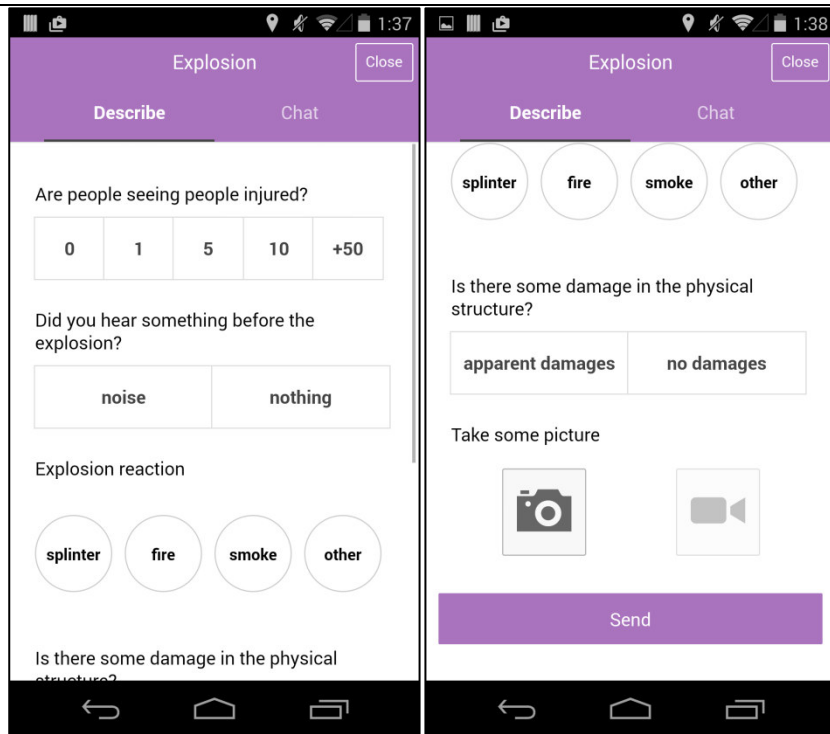 1:37
Explosion
Close
Describe Chat
Are people seeing people injured?
0 1 5 10 +50
Did you hear something before the
explosion?
noise nothing
Explosion reaction
splinter fire smoke other
Is there some damage in the physical
structure?
1:38
Explosion
Close
Describe Chat
splinter fire smoke other
Is there some damage in the physical
structure?
apparent damages no damages
Take some picture
Send